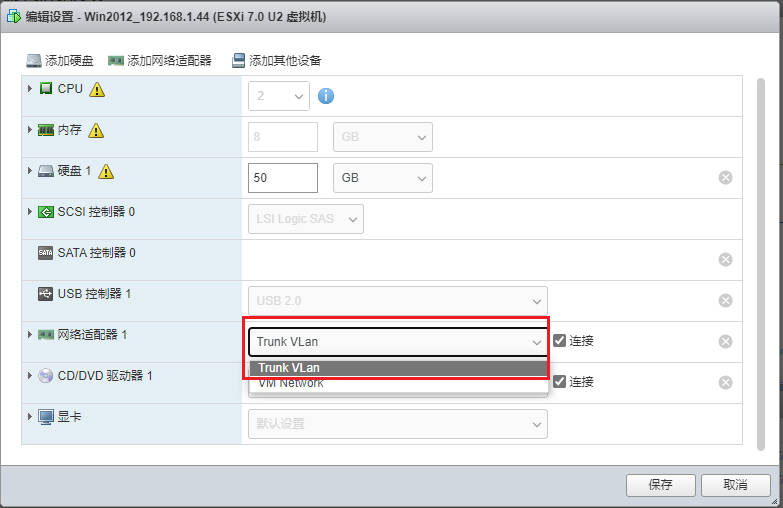 编辑设置 - Win2012_192.168.1.44 (ESXi 7.0 U2 虚拟机)
添加硬盘 添加网络适配器 添加其他设备
CPU 2
内存 8 GB
硬盘 1 50 GB
SCSI 控制器 0 LSI Logic SAS
SATA SATA 控制器 0
USB 控制器 1 USB 2.0
网络适配器 1 Trunk VLan 连接
Trunk VLan
VM Network
CD/DVD 驱动器 1 连接
显卡 默认设置
保存 取消